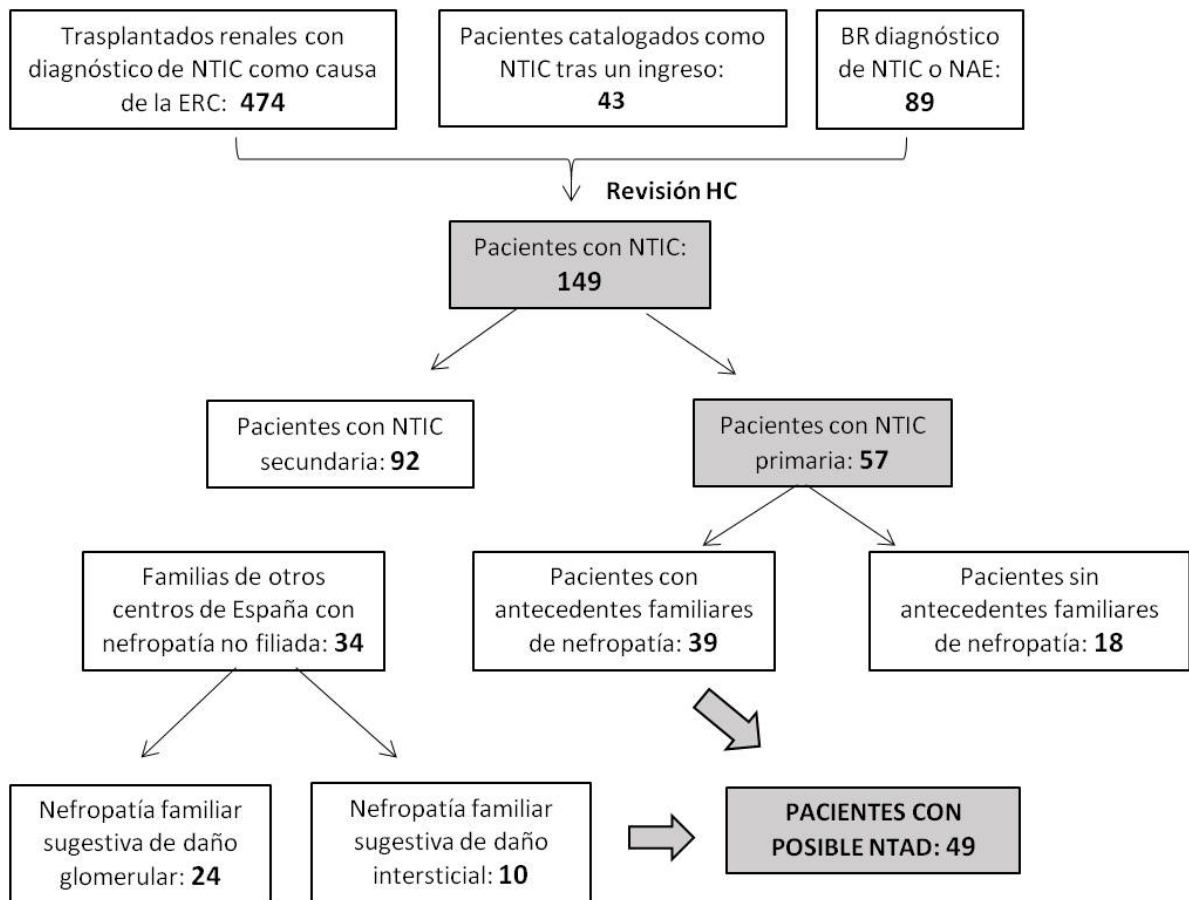 Trasplantados renales con
diagnóstico de NTIC como causa
de la ERC: 474
Pacientes catalogados como
NTIC tras un ingreso:
43
BR diagnóstico
de NTIC o NAE:
89
Revisión HC
Pacientes con NTIC:
149
Pacientes con NTIC
secundaria: 92
Pacientes con NTIC
primaria: 57
Familias de otros
centros de España con
nefropatía no filiada: 34
Pacientes con
antecedentes familiares
de nefropatía: 39
Pacientes sin
antecedentes familiares
de nefropatía: 18
Nefropatía familiar
sugestiva de daño
glomerular: 24
Nefropatía familiar
sugestiva de daño
intersticial: 10
PACIENTES CON
POSIBLE NTAD: 49